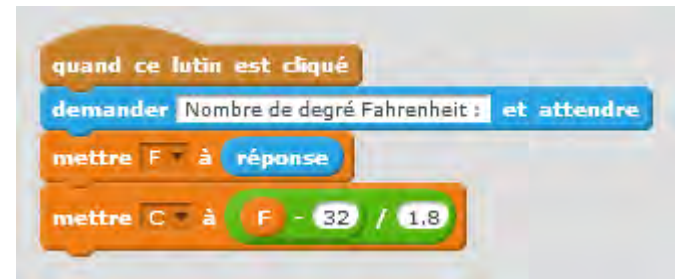 quand ce lutin est cliqué
demander Nombre de degré Fahrenheit : et attendre
mettre F à réponse
mettre C à F - 32 / 1.8